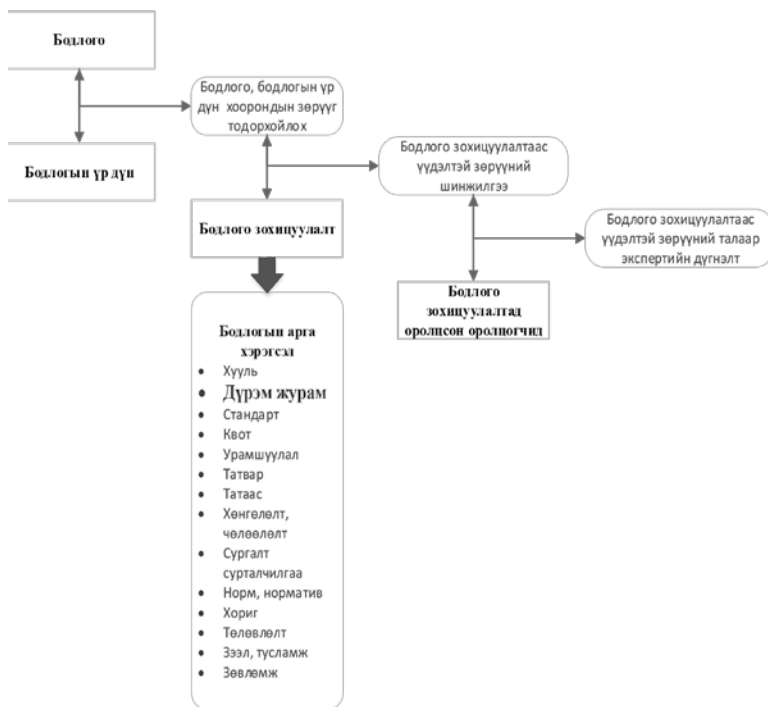 Бодлого
Бодлого, бодлогын үр
дүн хоорондын зөрүүг
тодорхойлох
Бодлогын үр дүн
Бодлого зохицуулалтаас
үүдэлтэй зөрүүний
шинжилгээ
Бодлого зохицуулалт
Бодлого зохицуулалтаас
үүдэлтэй зөрүүний талаар
экспертийн дүгнэлт
Бодлого
зохицуулалтад
оролцсон оролцогчид
Бодлогын арга
хэрэгсэл
• Хууль
• Дүрэм журам
• Стандарт
• Квот
• Урамшуулал
• Татвар
• Татаас
• Хөнгөлөлт,
чөлөөлөлт
• Сургалт
сурталчилгаа
• Норм, норматив
• Хориг
• Төлөвлөлт
• Зээл, тусламж
• Зөвлөмж